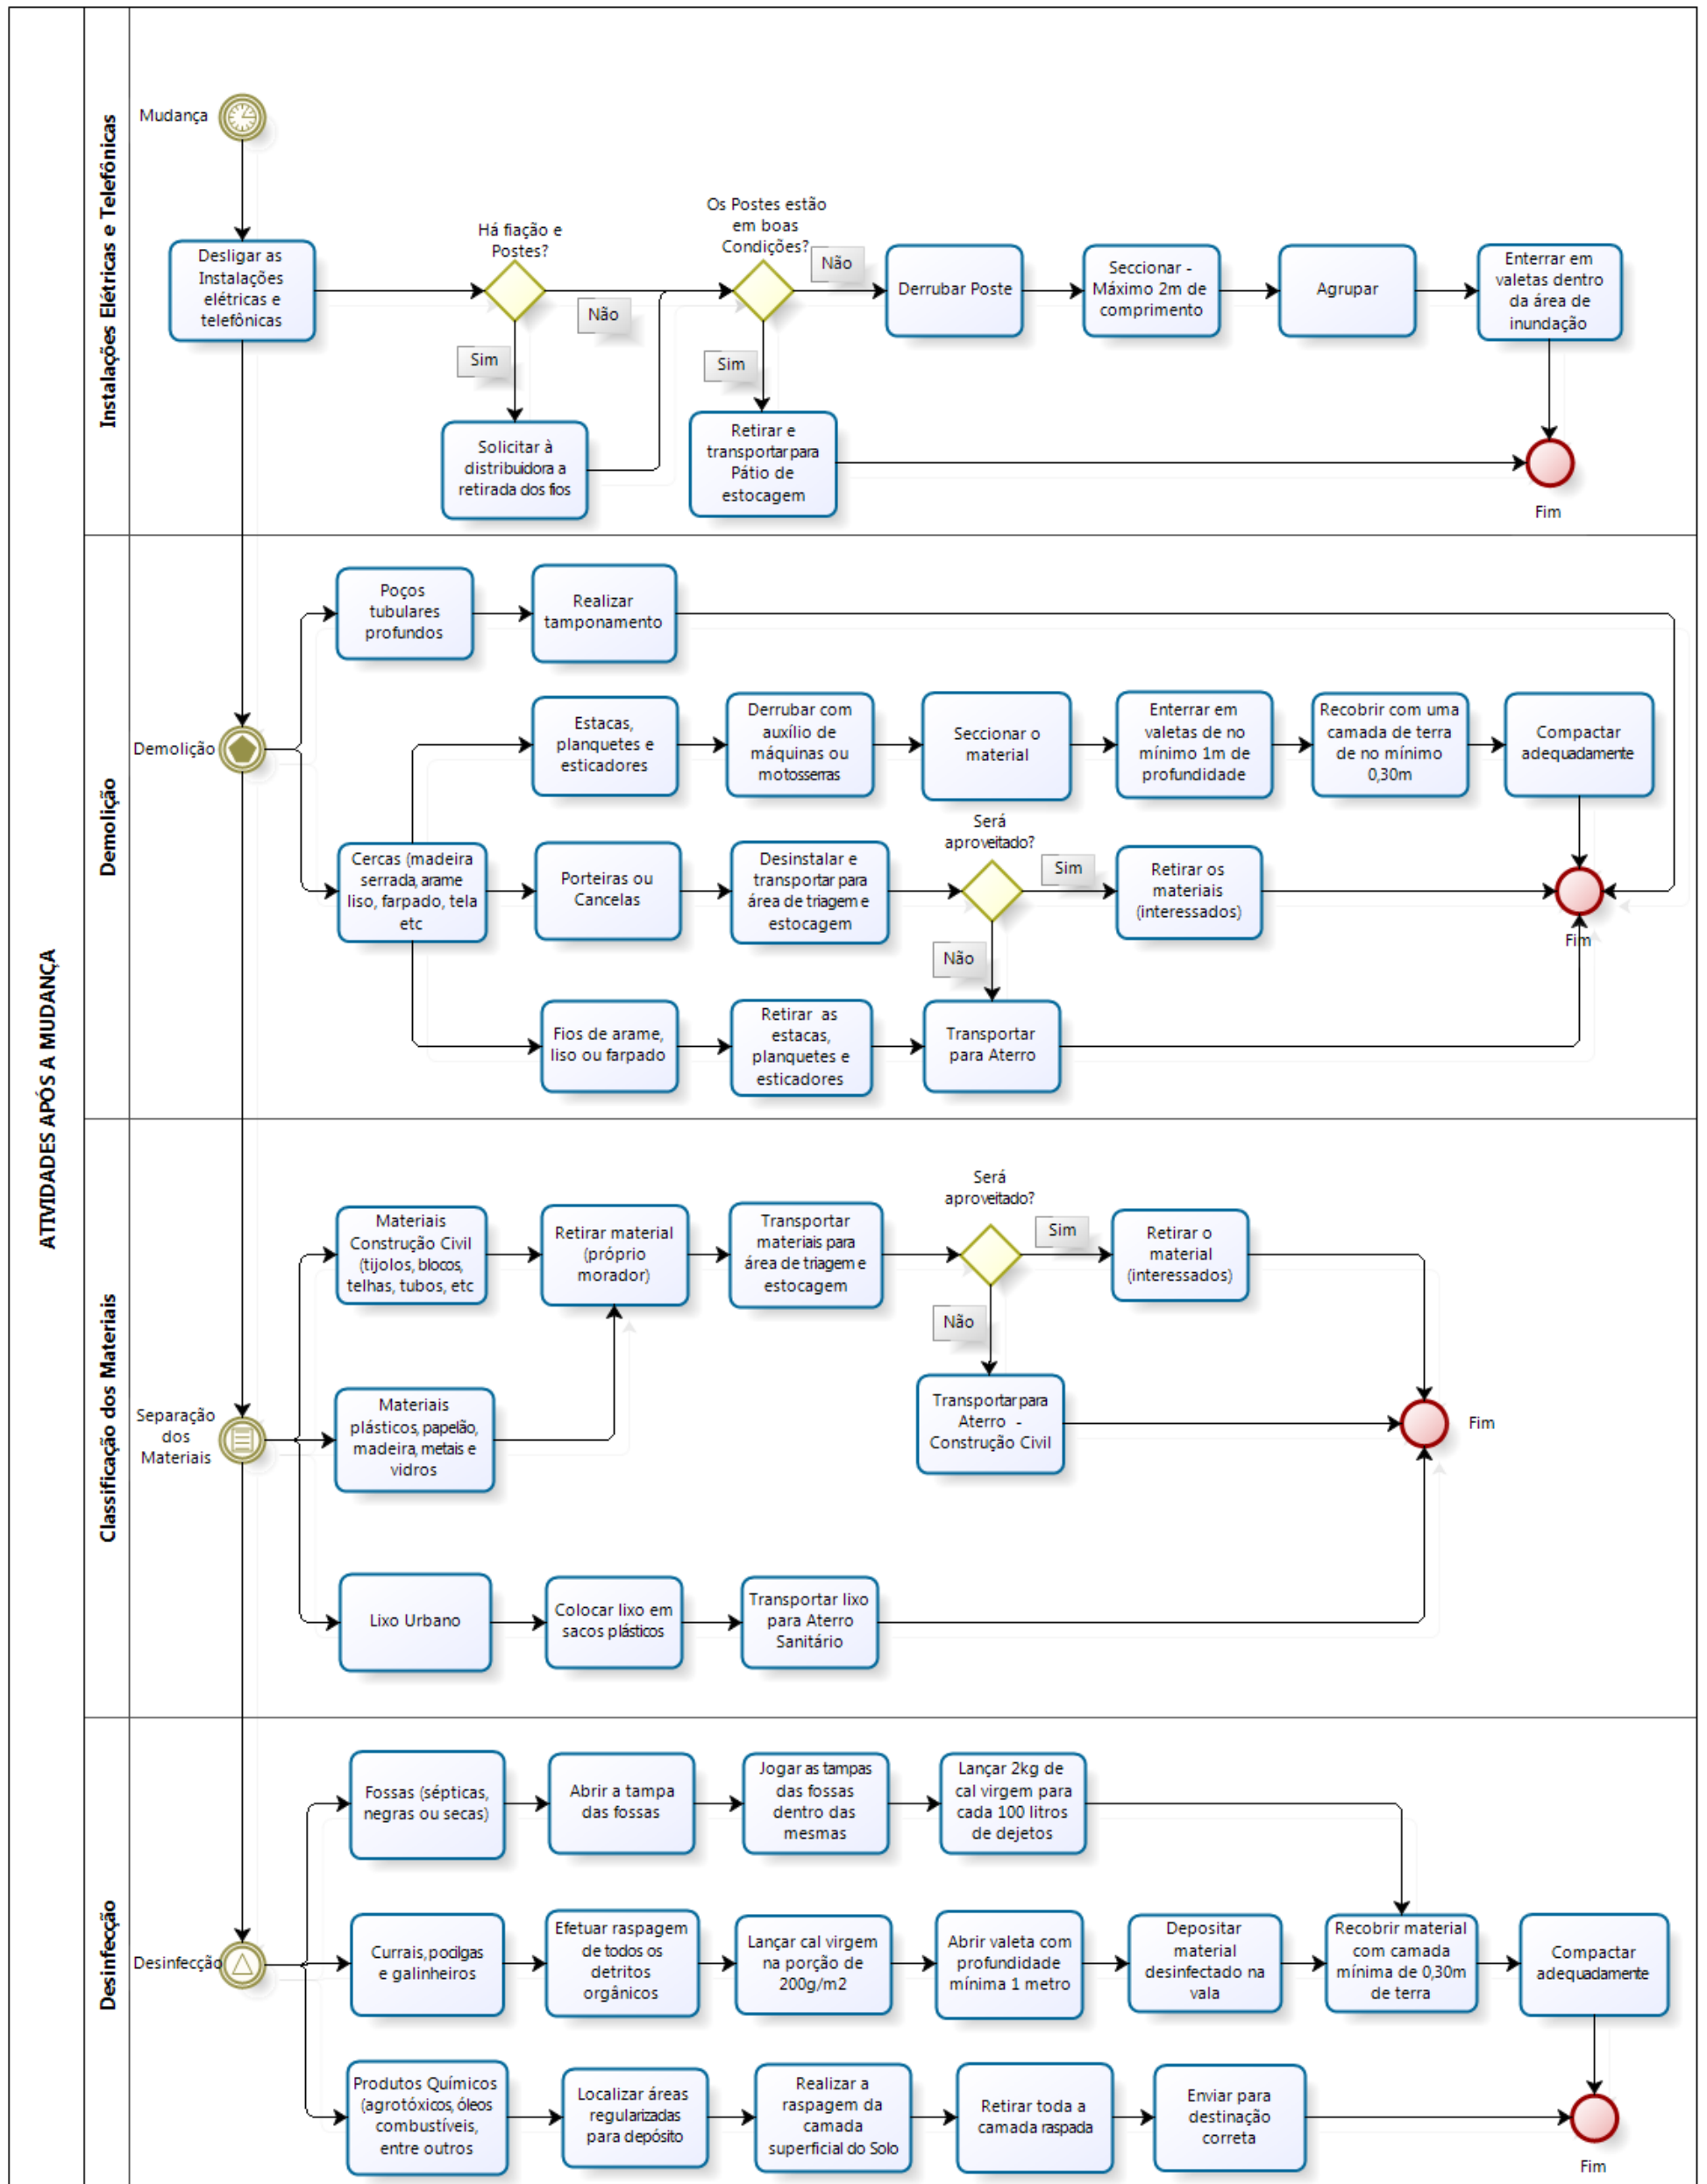 ATIVIDADES APÓS A MUDANÇA
Instalações Elétricas e Telefônicas
Mudança
Desligar as
Instalações
elétricas e
telefônicas
Há fiação e
Postes?
Não
Sim
Solicitar à
distribuidora a
retirada dos fios
Os Postes estão
em boas
Condições?
Não
Sim
Retirar e
transportar para
Pátio de
estocagem
Derrubar Poste
Seccionar -
Máximo 2m de
comprimento
Agrupar
Enterrar em
valetas dentro
da área de
inundação
Fim
Demolição
Demolição
Poços
tubulares
profundos
Realizar
tamponamento
Estacas,
planquetes e
esticadores
Derrubar com
auxílio de
máquinas ou
motosserras
Seccionar o
material
Enterrar em
valetas de no
mínimo 1m de
profundidade
Recobrir com uma
camada de terra
de no mínimo
0,30m
Compactar
adequadamente
Cercas (madeira
serrada, arame
liso, farpado, tela
etc
Porteiras ou
Cancelas
Desinstalar e
transportar para
área de triagem e
estocagem
Será
aproveitado?
Sim
Não
Retirar os
materiais
(interessados)
Fim
Fios de arame,
liso ou farpado
Retirar as
estacas,
planquetes e
esticadores
Transportar
para Aterro
Classificação dos Materiais
Separação
dos
Materiais
Materiais
Construção Civil
(tijolos, blocos,
telhas, tubos, etc
Retirar material
(próprio
morador)
Transportar
materiais para
área de triagem e
estocagem
Será
aproveitado?
Sim
Não
Retirar o
material
(interessados)
Materiais
plásticos, papelão,
madeira, metais e
vidros
Transportar para
Aterro -
Construção Civil
Fim
Lixo Urbano
Colocar lixo em
sacos plásticos
Transportar lixo
para Aterro
Sanitário
Desinfecção
Desinfecção
Fossas (sépticas,
negras ou secas)
Abrir a tampa
das fossas
Jogar as tampas
das fossas
dentro das
mesmas
Lançar 2kg de
cal virgem para
cada 100 litros
de dejetos
Currais, pocilgas
e galinheiros
Efetuar raspagem
de todos os
detritos
orgânicos
Lançar cal virgem
na porção de
200g/m2
Abrir valeta com
profundidade
mínima 1 metro
Depositar
material
desinfectado na
vala
Recobrir material
com camada
mínima de 0,30m
de terra
Compactar
adequadamente
Produtos Químicos
(agrotóxicos, óleos
combustíveis,
entre outros
Localizar áreas
regularizadas
para depósito
Realizar a
raspagem da
camada
superficial do Solo
Retirar toda a
camada raspada
Enviar para
destinação
correta
Fim